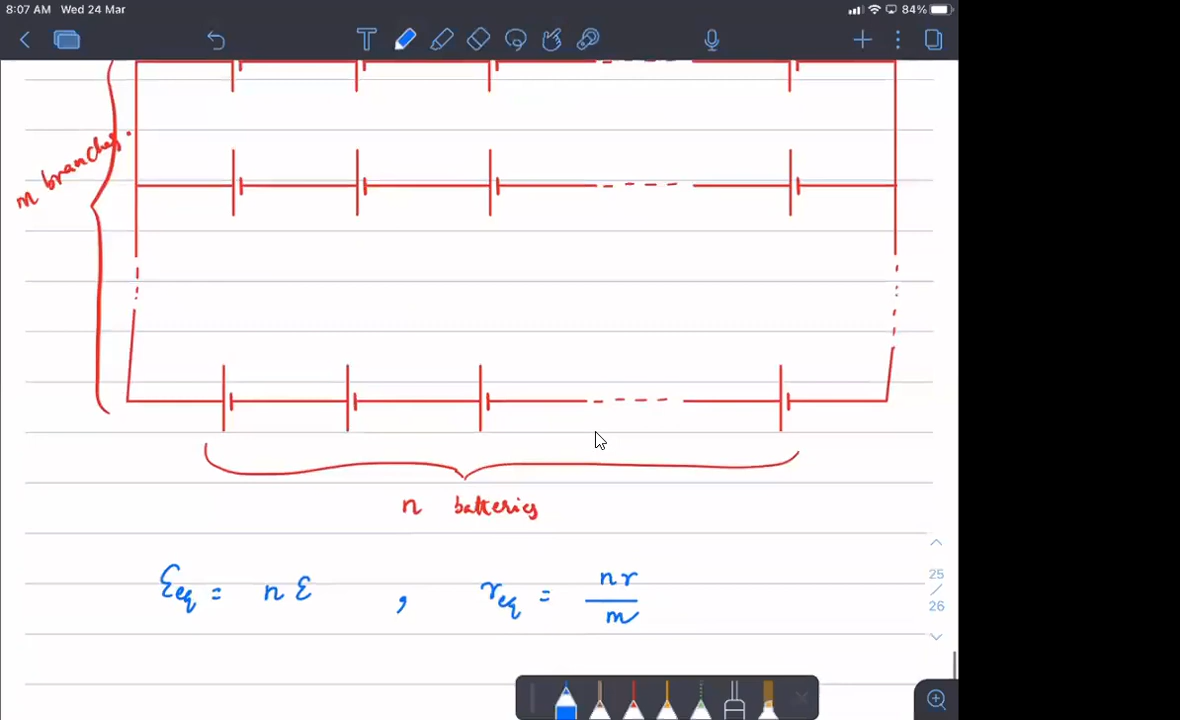 8:07 AM Wed 24 Mar
84%
T
m branches.
n batteries
25
/
26
εeq = nε , req = nr/m